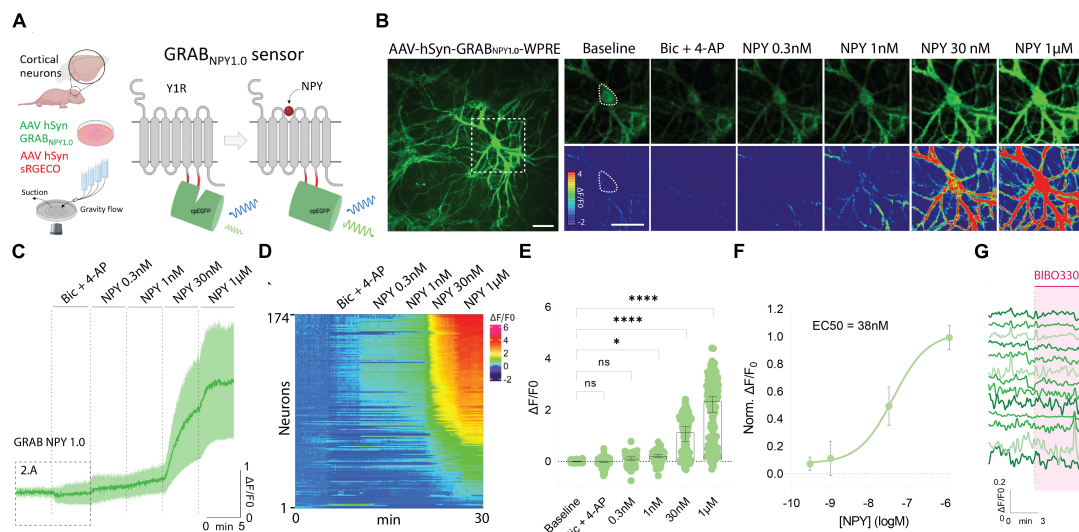 A
Cortical
neurons
AAV hSyn
GRABNPY1.0
AAV hSyn
sRGECO
Suction
Gravity flow
GRABNPY1.0 sensor
Y1R
NPY
cpEGFP
cpEGFP
B
AAV-hSyn-GRABNPY1.0-WPRE
Baseline
Bic + 4-AP
NPY 0.3nM
NPY 1nM
NPY 30 nM
NPY 1µM
4
-2
ΔF/F0
C
Bic + 4-AP
NPY 0.3nM
NPY 1nM
NPY 30nM
NPY 1µM
GRAB NPY 1.0
2.A
1
ΔF/F0
0
0 min 5
D
Bic + 4-AP
NPY 0.3nM
NPY 1nM
NPY 30nM
NPY 1µM
174
Neurons
1
0
min
30
ΔF/F0
6
4
2
0
-2
E
ΔF/F0
6
4
2
0
****
****
*
ns
ns
Baseline
Bic + 4-AP
0.3nM
1nM
30nM
1µM
F
Norm. ΔF/F0
1.2
1.0
0.8
0.6
0.4
0.2
0.0
EC50 = 38nM
-10
-9
-8
-7
-6
[NPY] (logM)
G
BIBO330
0.2
ΔF/F0
0
0 min 3